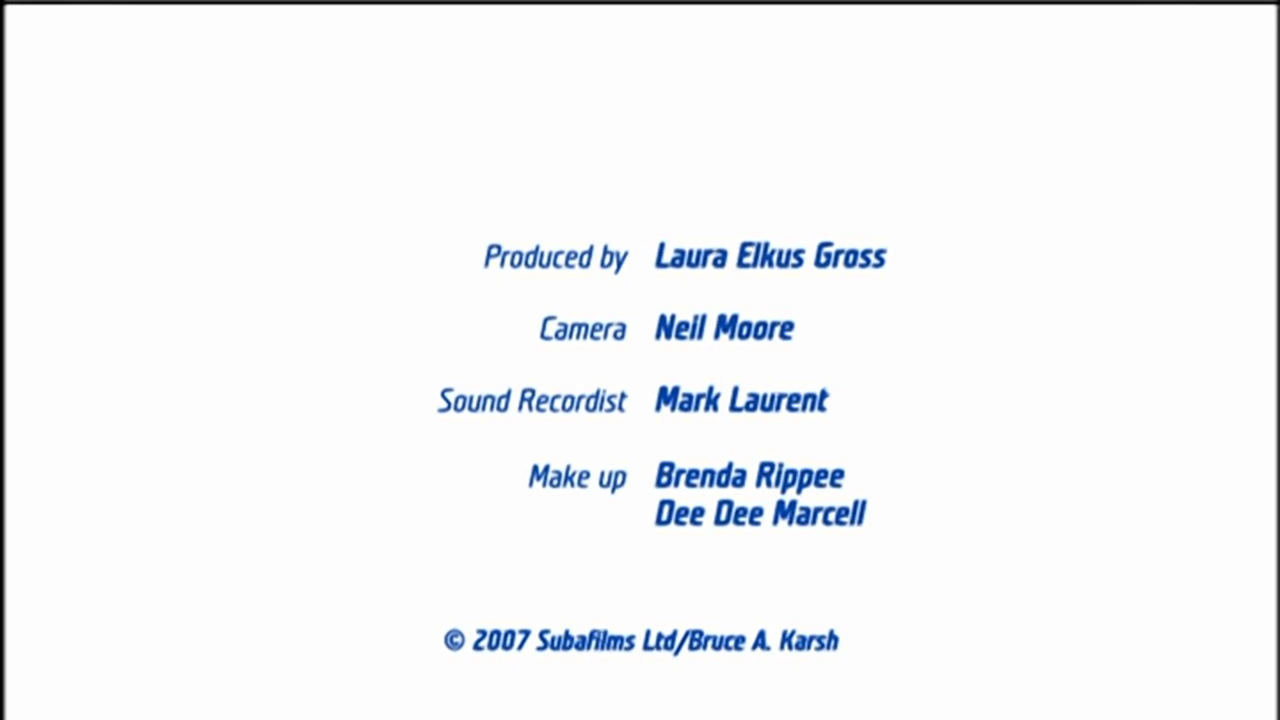 Produced by Laura Elkus Gross
Camera Neil Moore
Sound Recordist Mark Laurent
Make up Brenda Rippee
Dee Dee Marcell
© 2007 Subafilms Ltd/Bruce A. Karsh